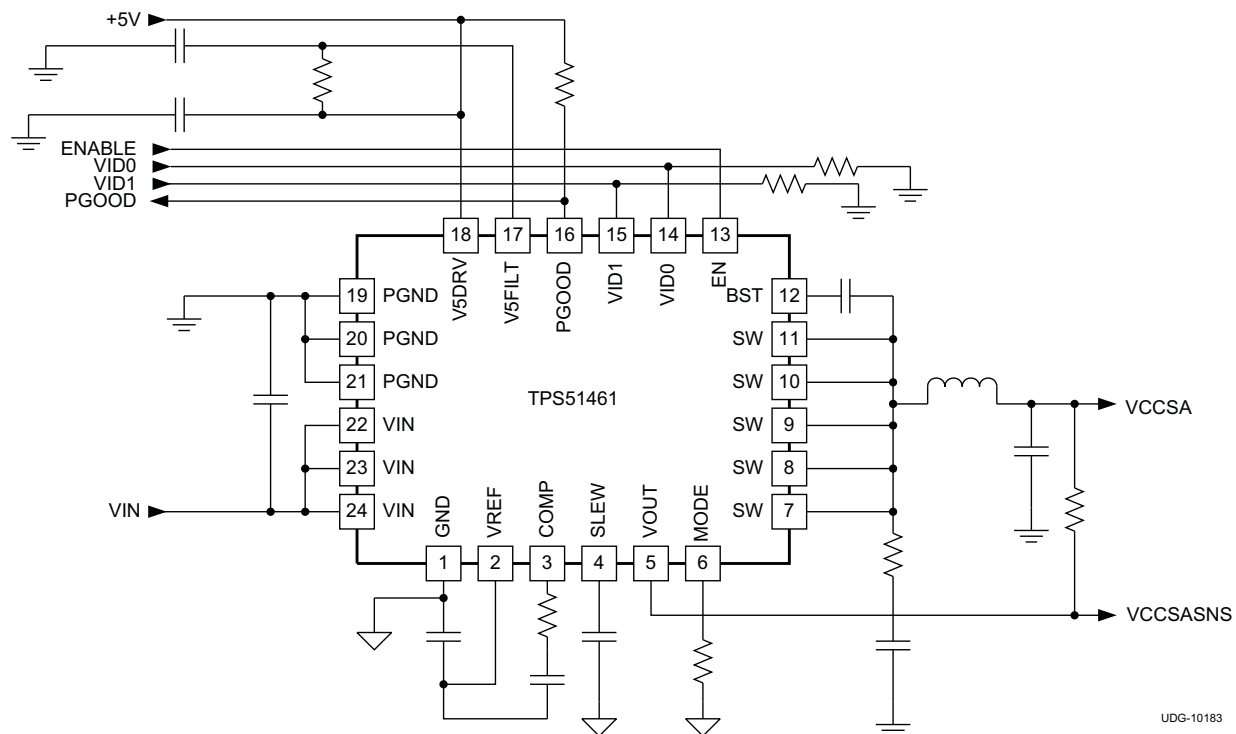 +5V
ENABLE
VID0
VID1
PGOOD
18 17 16 15 14 13
V5DRV V5FILT PGOOD VID1 VID0 EN
19 PGND
20 PGND
21 PGND
22 VIN
23 VIN
VIN 24 VIN
TPS51461
BST 12
SW 11
SW 10
SW 9
SW 8
SW 7
VCCSA
GND VREF COMP SLEW VOUT MODE
1 2 3 4 5 6
VCCSASNS
UDG-10183